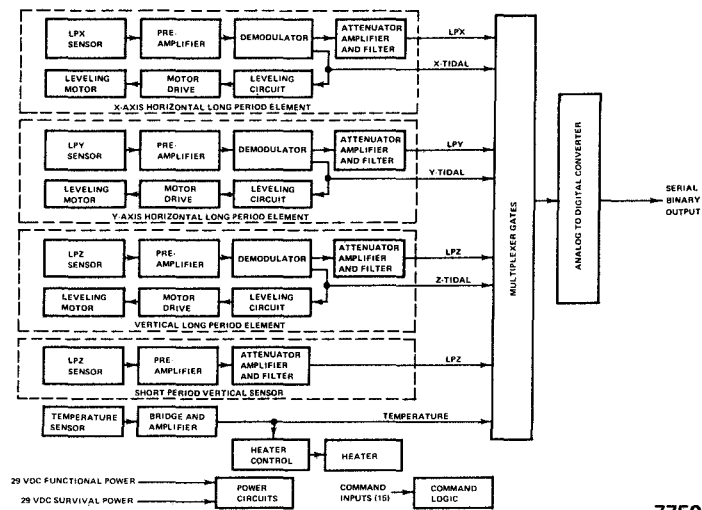 LPX SENSOR
PRE-AMPLIFIER
DEMODULATOR
ATTENUATOR AMPLIFIER AND FILTER
LPX
X-TIDAL
LEVELING MOTOR
MOTOR DRIVE
LEVELING CIRCUIT
X-AXIS HORIZONTAL LONG PERIOD ELEMENT
LPY SENSOR
PRE-AMPLIFIER
DEMODULATOR
ATTENUATOR AMPLIFIER AND FILTER
LPY
Y-TIDAL
LEVELING MOTOR
MOTOR DRIVE
LEVELING CIRCUIT
Y-AXIS HORIZONTAL LONG PERIOD ELEMENT
LPZ SENSOR
PRE-AMPLIFIER
DEMODULATOR
ATTENUATOR AMPLIFIER AND FILTER
LPZ
Z-TIDAL
LEVELING MOTOR
MOTOR DRIVE
LEVELING CIRCUIT
VERTICAL LONG PERIOD ELEMENT
LPZ SENSOR
PRE-AMPLIFIER
ATTENUATOR AMPLIFIER AND FILTER
LPZ
SHORT PERIOD VERTICAL SENSOR
TEMPERATURE SENSOR
BRIDGE AND AMPLIFIER
TEMPERATURE
HEATER CONTROL
HEATER
MULTIPLEXER GATES
ANALOG TO DIGITAL CONVERTER
SERIAL BINARY OUTPUT
29 VDC FUNCTIONAL POWER
29 VDC SURVIVAL POWER
POWER CIRCUITS
COMMAND INPUTS (15)
COMMAND LOGIC